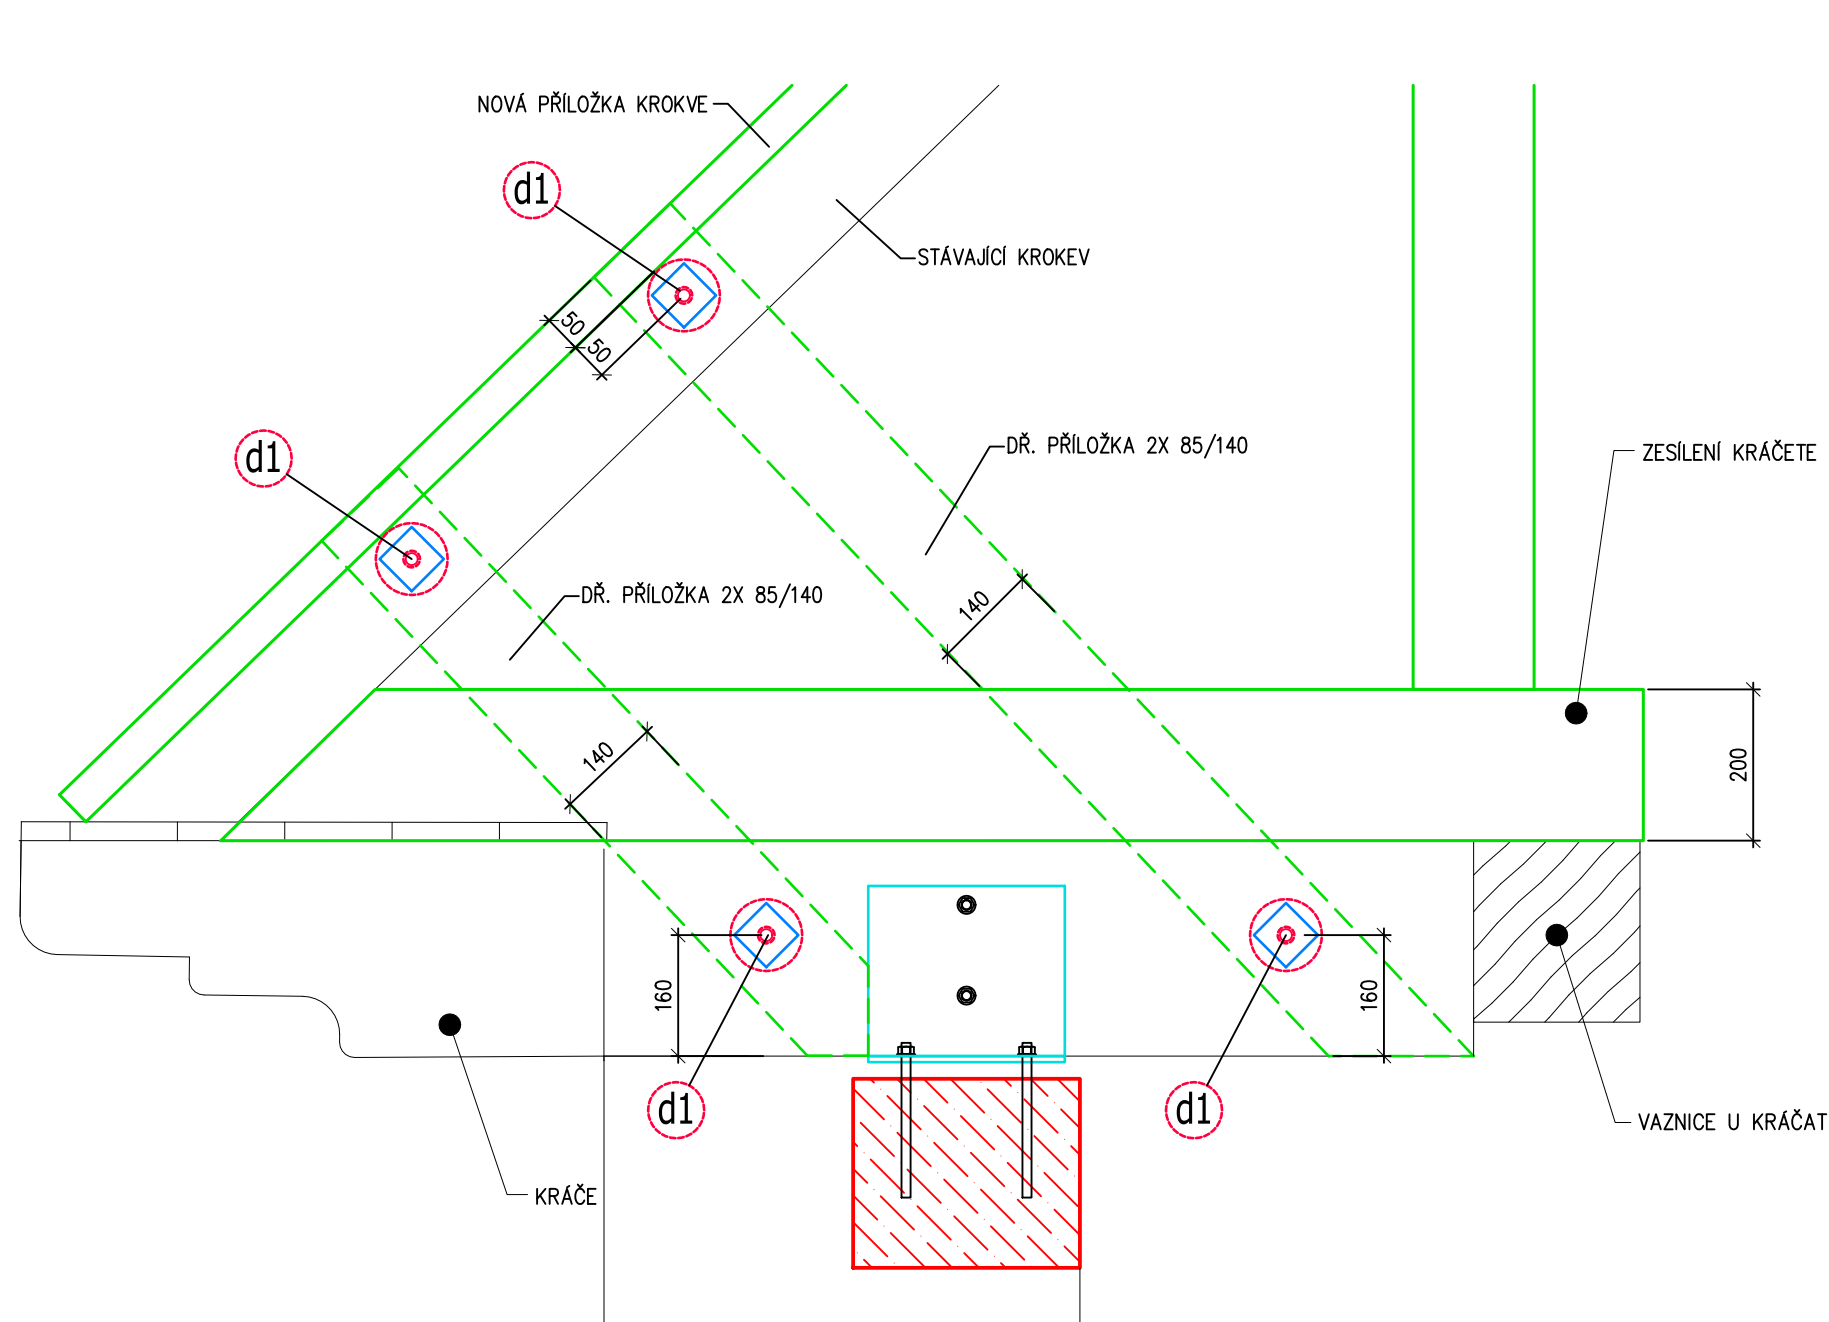 NOVÁ PŘÍLOŽKA KROKVE
d1
STÁVAJÍCÍ KROKEV
50
50
d1
DŘ. PŘÍLOŽKA 2X 85/140
ZESÍLENÍ KRÁČETE
DŘ. PŘÍLOŽKA 2X 85/140
140
140
200
160
160
d1
d1
VAZNICE U KRÁČAT
KRÁČE